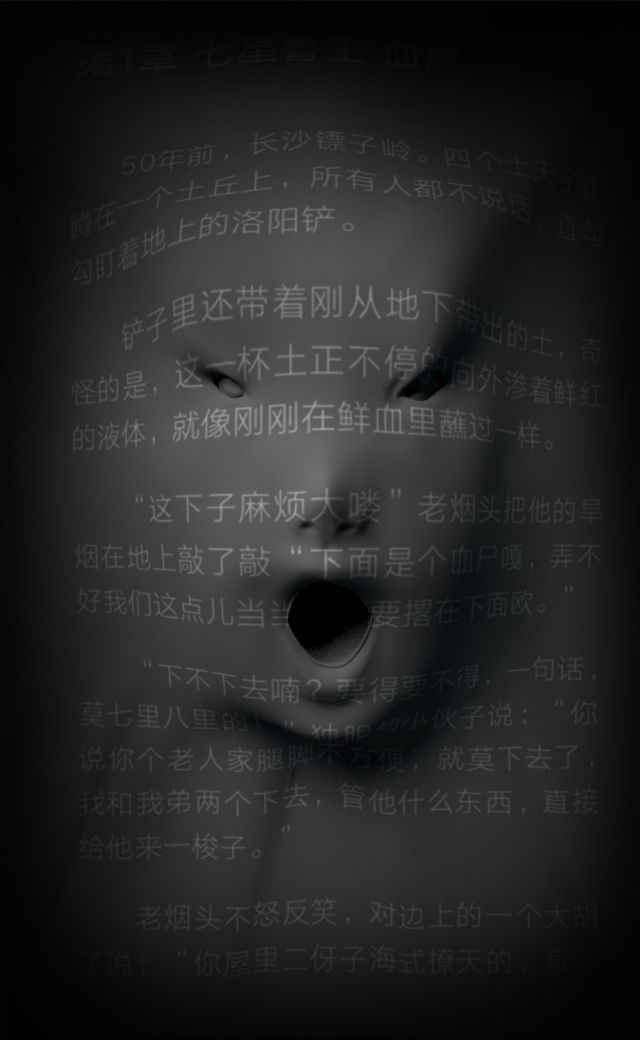 50年前，长沙镖子岭。四个土夫子
蹲在一个土丘上，所有人都不说话，直
勾盯着地上的洛阳铲。
铲子里还带着刚从地下带出的土，奇
怪的是，这一杯土正不停的向外渗着鲜红
的液体，就像刚刚在鲜血里蘸过一样。
“这下子麻烦大喽”老烟头把他的旱
烟在地上敲了敲“下面是个血尸嘎，弄不
好我们这点儿当当 要撂在下面欧。”
“下不下去喃？要得要不得，一句话，
莫七里八里的！”独眼 小伙子说：“你
说你个老人家腿脚不方便，就莫下去了，
我和我弟两个下去，管他什么东西，直接
给他来一梭子。”
老烟头不怒反笑，对边上的一个大胡
“你屋里二伢子海式撩天的，